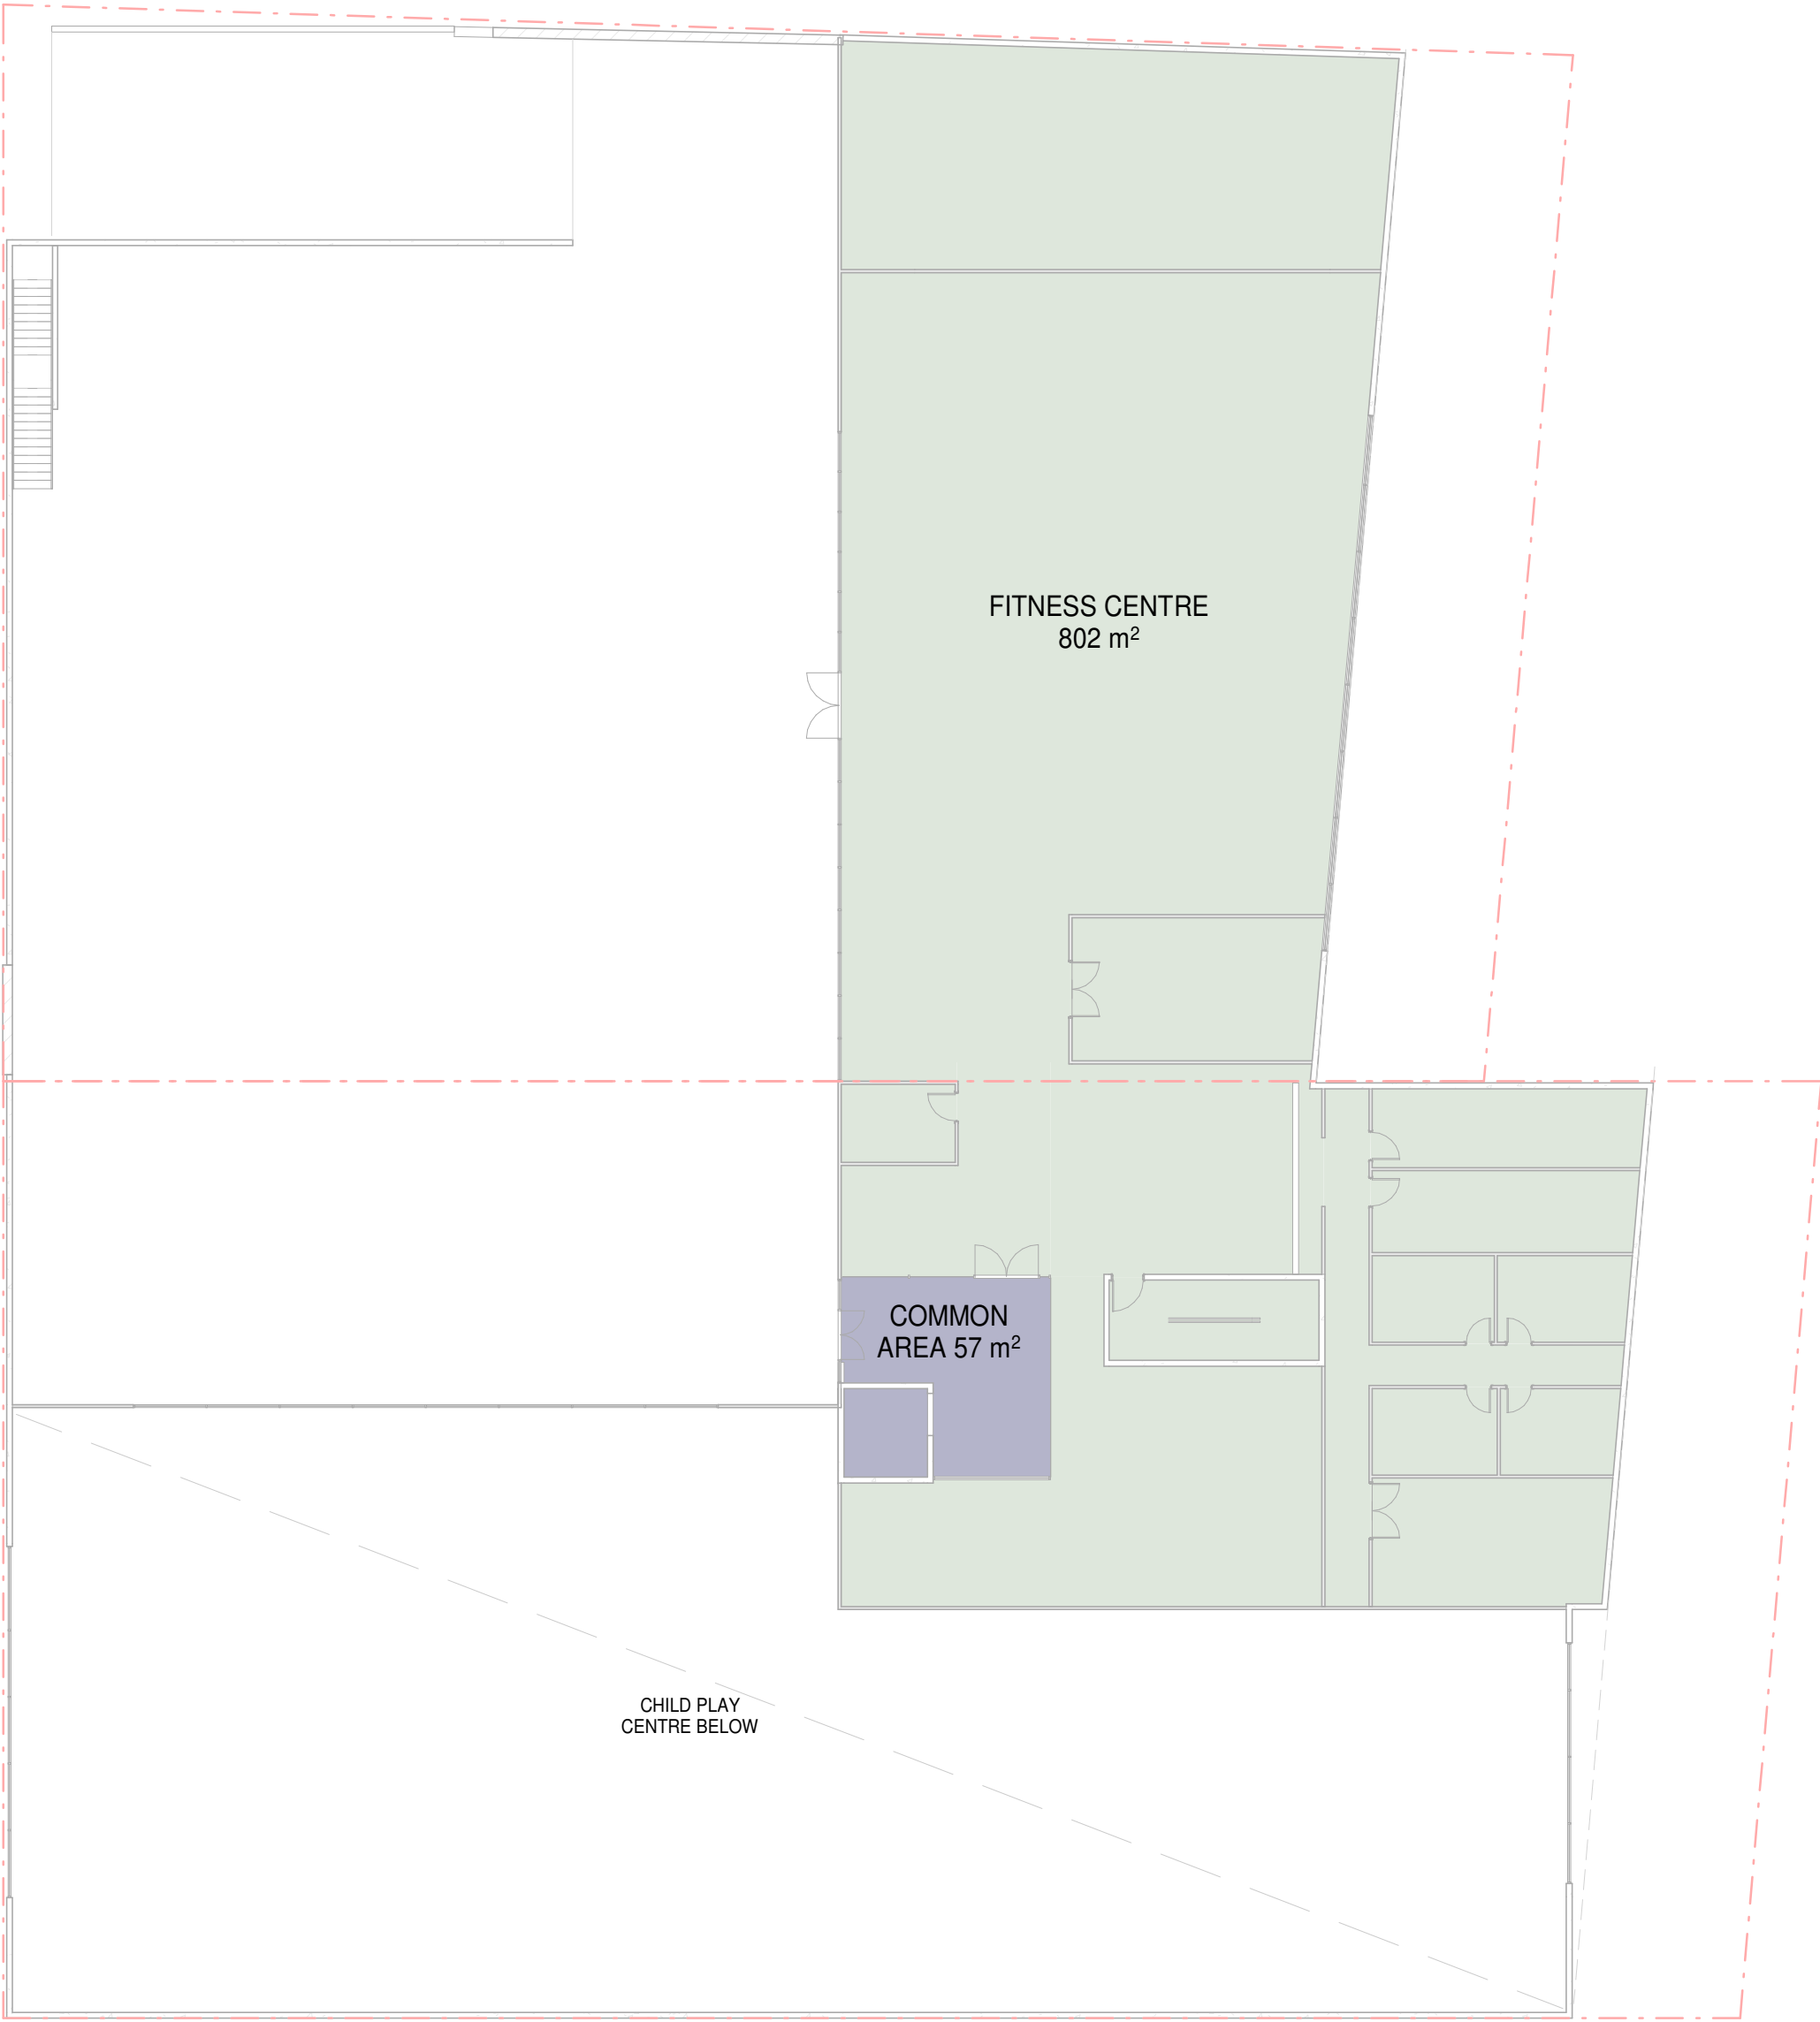 FITNESS CENTRE
802 m²
COMMON
AREA 57 m²
CHILD PLAY
CENTRE BELOW